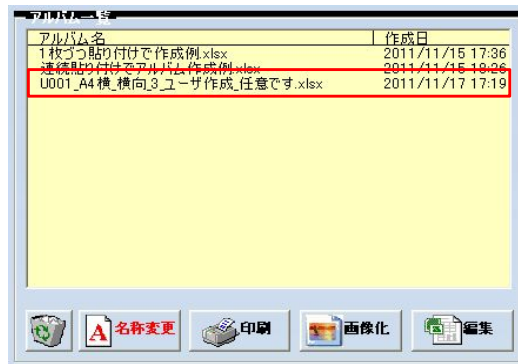 アルバム一覧
アルバム名 作成日
1枚づつ貼り付けで作成例.xlsx 2011/11/15 17:36
連続貼り付けでアルバム作成例.xlsx 2011/11/15 18:26
U001_A4横_横向_3_ユーザ作成_任意です.xlsx 2011/11/17 17:19
名称変更 印刷 画像化 編集